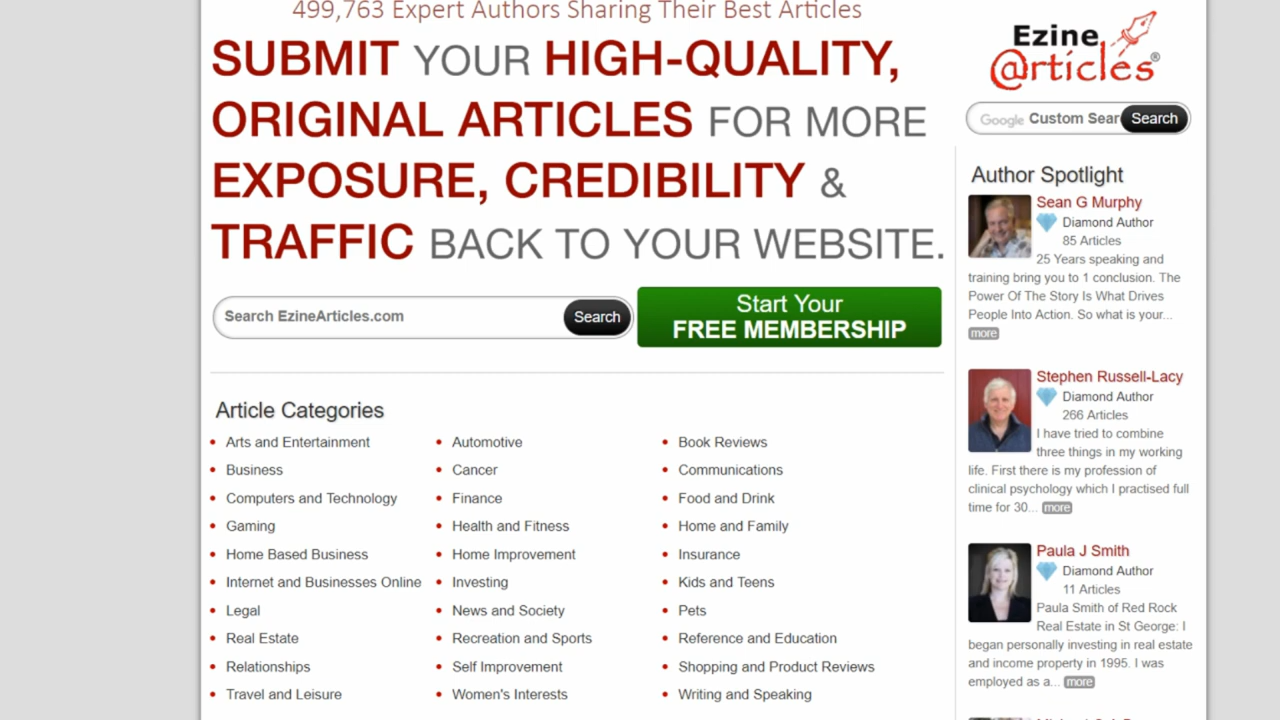 499,763 Expert Authors Sharing Their Best Articles
SUBMIT YOUR HIGH-QUALITY,
ORIGINAL ARTICLES FOR MORE
EXPOSURE, CREDIBILITY &
TRAFFIC BACK TO YOUR WEBSITE.
Search EzineArticles.com
Search
Start Your
FREE MEMBERSHIP
Article Categories
Arts and Entertainment
Business
Computers and Technology
Gaming
Home Based Business
Internet and Businesses Online
Legal
Real Estate
Relationships
Travel and Leisure
Automotive
Cancer
Finance
Health and Fitness
Home Improvement
Investing
News and Society
Recreation and Sports
Self Improvement
Women's Interests
Book Reviews
Communications
Food and Drink
Home and Family
Insurance
Kids and Teens
Pets
Reference and Education
Shopping and Product Reviews
Writing and Speaking
Ezine
@rticles®
Google Custom Sear
Search
Author Spotlight
Sean G Murphy
Diamond Author
85 Articles
25 Years speaking and
training bring you to 1 conclusion. The
Power Of The Story Is What Drives
People Into Action. So what is your...
more
Stephen Russell-Lacy
Diamond Author
266 Articles
I have tried to combine
three things in my working
life. First there is my profession of
clinical psychology which I practised full
time for 30... more
Paula J Smith
Diamond Author
11 Articles
Paula Smith of Red Rock
Real Estate in St George: I
began personally investing in real estate
and income property in 1995. I was
employed as a... more